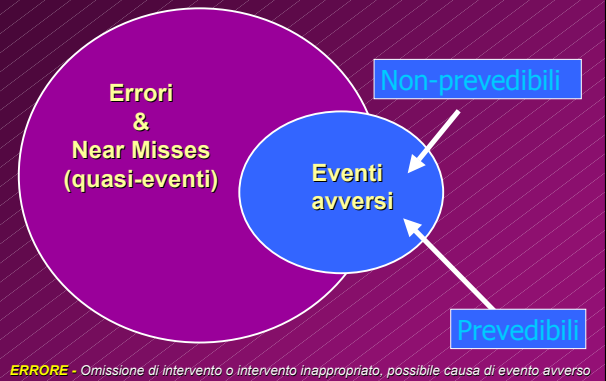 Non-prevedibili
Errori
&
Near Misses
(quasi-eventi)
Eventi
avversi
Prevedibili
ERRORE - Omissione di intervento o intervento inappropriato, possibile causa di evento avverso